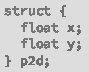 struct {
  float x;
  float y;
} p2d;